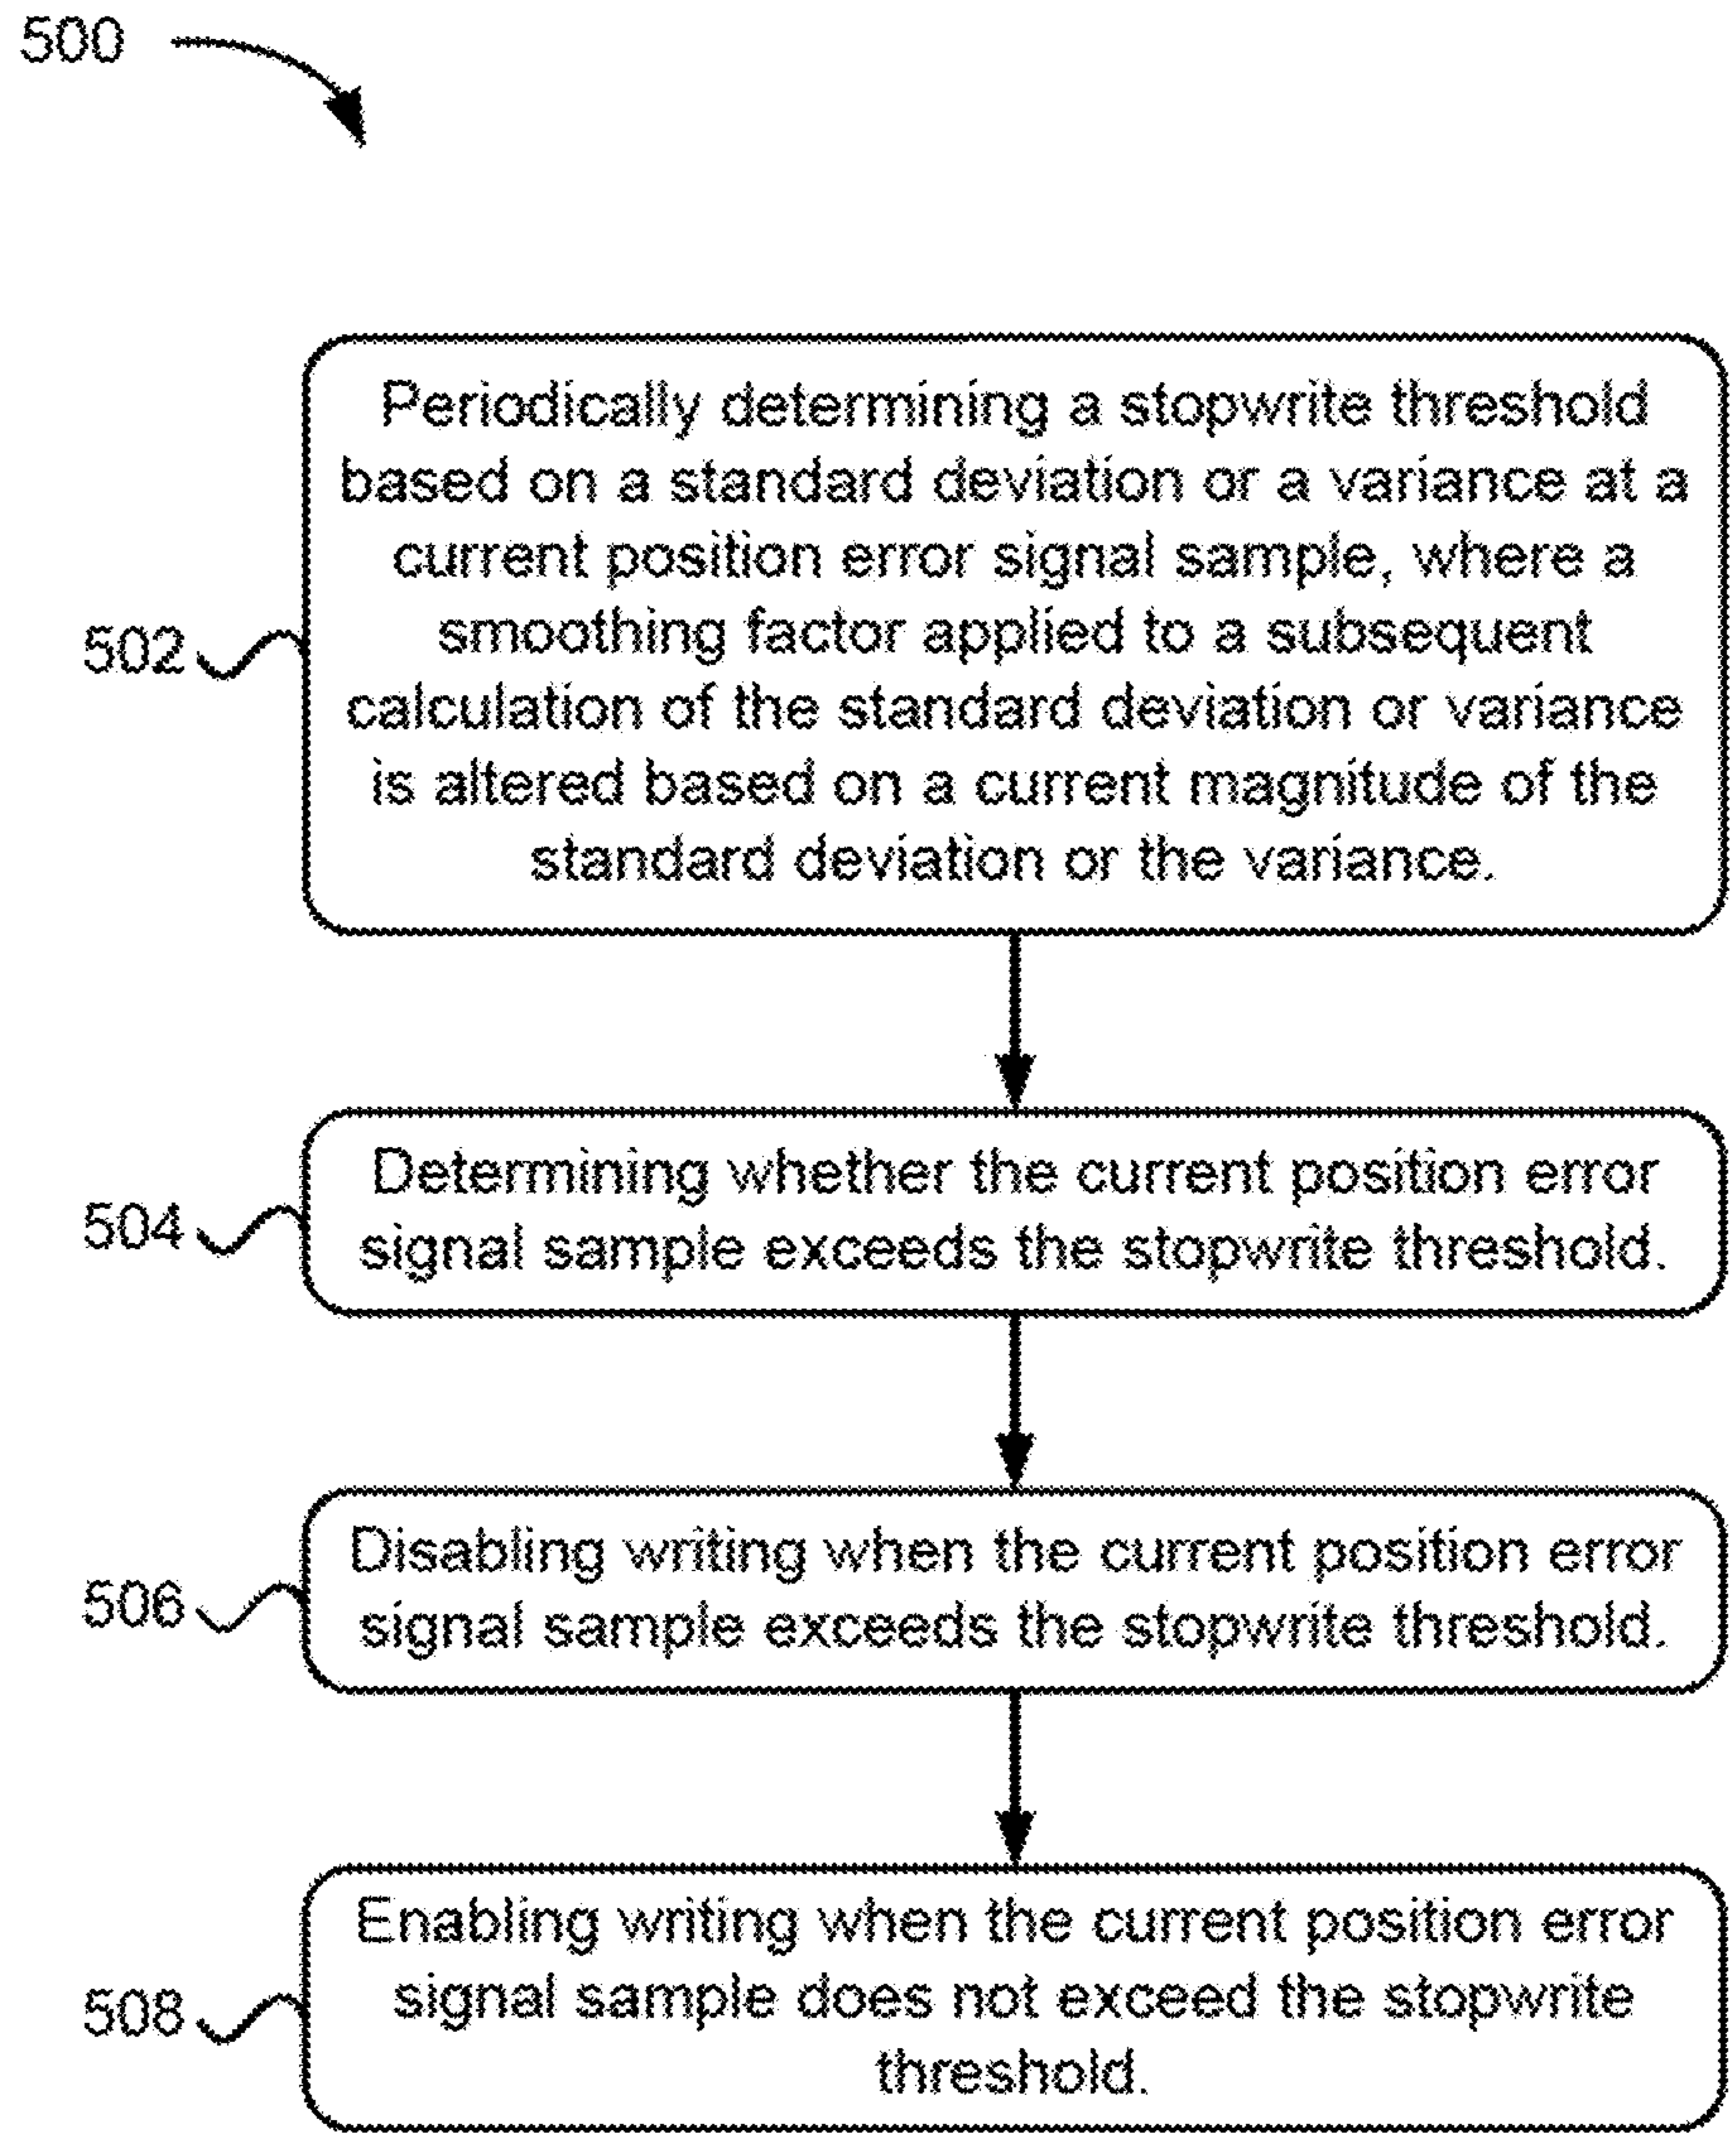 500
Periodically determining a stopwrite threshold
based on a standard deviation or a variance at a
current position error signal sample, where a
smoothing factor applied to a subsequent
calculation of the standard deviation or variance
is altered based on a current magnitude of the
standard deviation or the variance.
502
Determining whether the current position error
signal sample exceeds the stopwrite threshold.
504
Disabling writing when the current position error
signal sample exceeds the stopwrite threshold.
506
Enabling writing when the current position error
signal sample does not exceed the stopwrite
threshold.
508